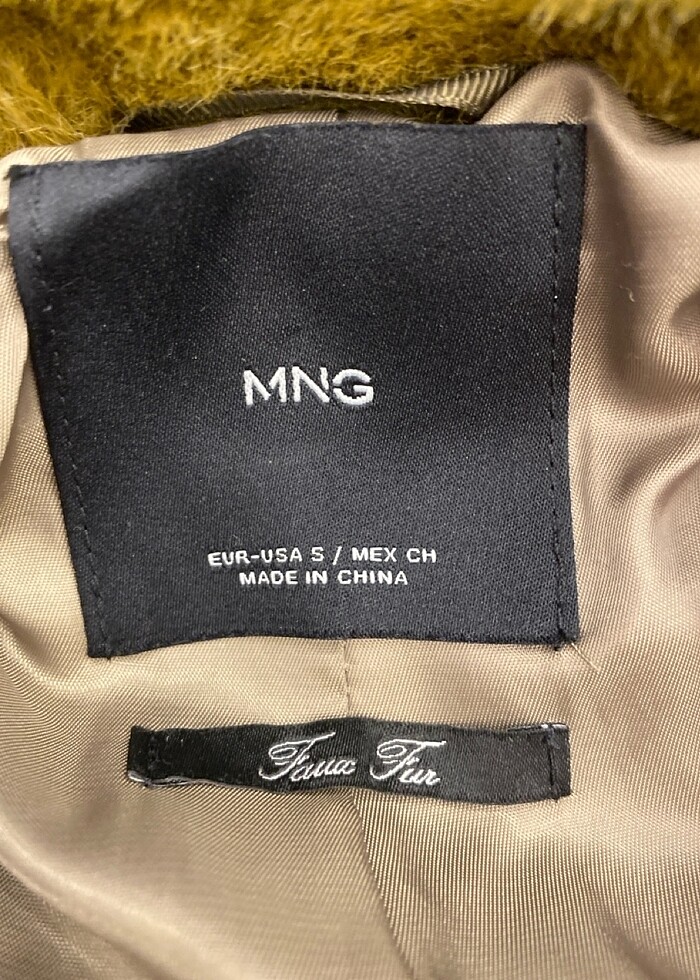 MNG
EUR-USA S / MEX CH
MADE IN CHINA
Faux Fur